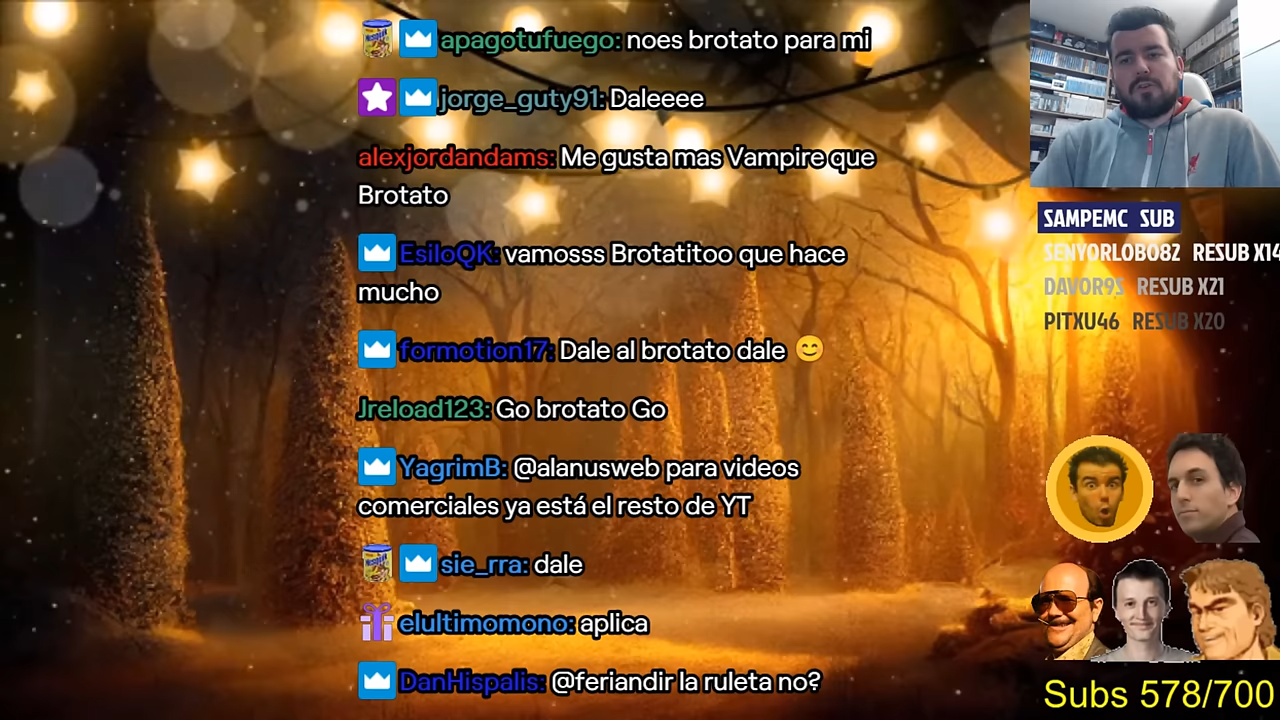 apagotufuego: noes brotato para mi
jorge_guty91: Daleeee
alexjordandams: Me gusta mas Vampire que
Brotato
EsiloQK: vamosss Brotatitoo que hace
mucho
formotion17: Dale al brotato dale 😊
Jreload123: Go brotato Go
YagrimB: @alanusweb para videos
comerciales ya está el resto de YT
sie_rra: dale
elultimomono: aplica
DanHispalis: @feriandir la ruleta no?
SAMPEMC SUB
SENYORLOBO82 RESUB X14
DAVOR9S RESUB X21
PITXU46 RESUB X20
Subs 578/700